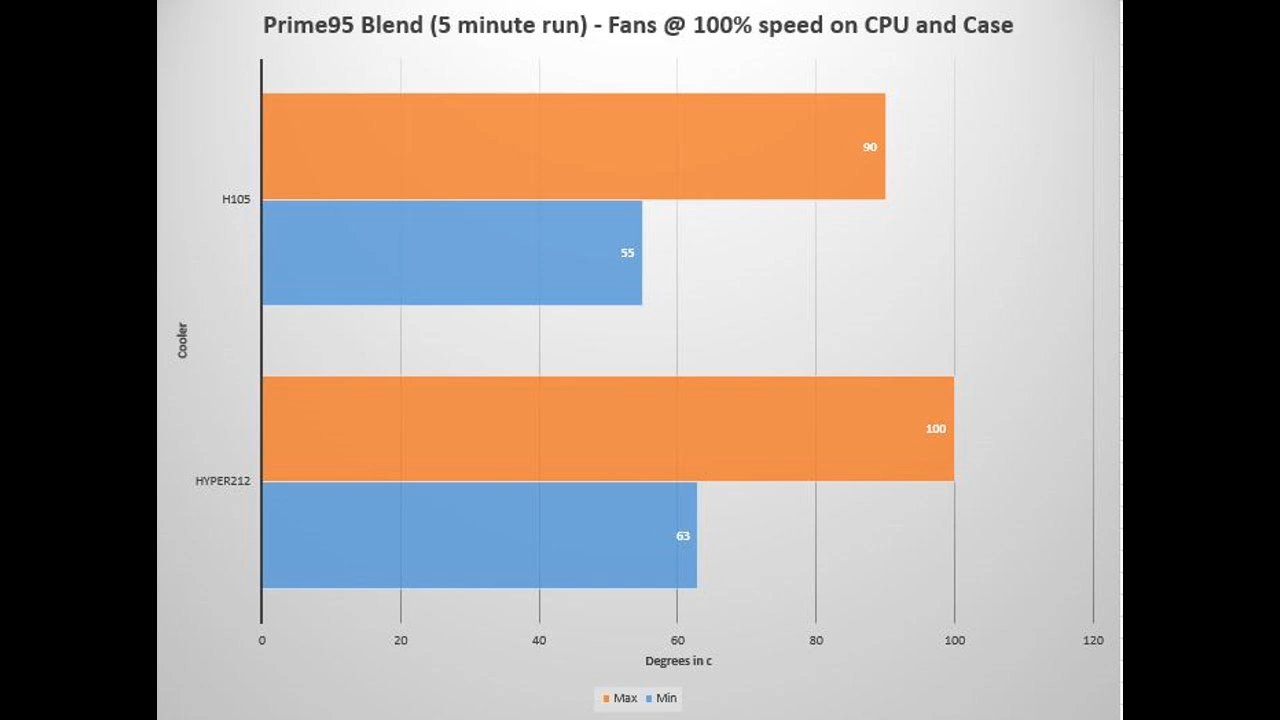 Prime95 Blend (5 minute run) - Fans @ 100% speed on CPU and Case
90
H105
55
Cooler
100
HYPER212
63
0 20 40 60 80 100 120
Degrees in c
Max Min